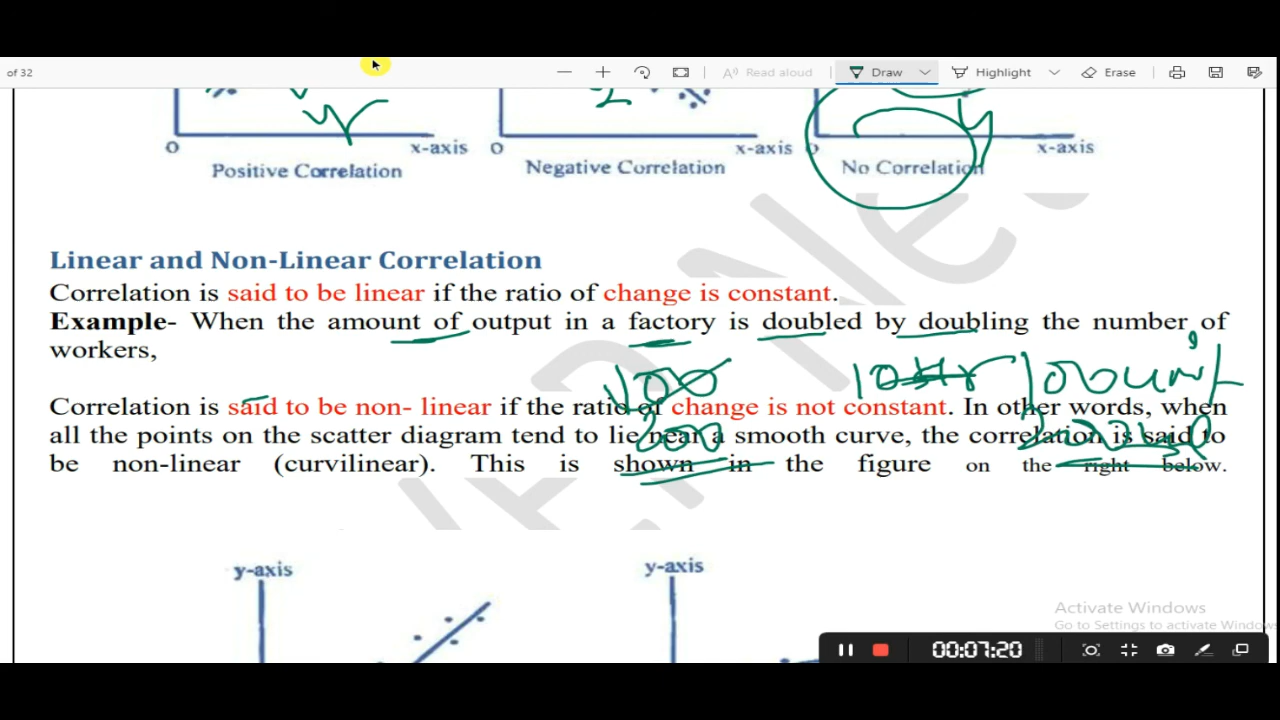 of 32
Read aloud Draw Highlight Erase
O x-axis O x-axis x-axis
Positive Correlation Negative Correlation No Correlation
Linear and Non-Linear Correlation
Correlation is said to be linear if the ratio of change is constant.
Example- When the amount of output in a factory is doubled by doubling the number of
workers,
100 100 unit
Correlation is said to be non- linear if the ratio of change is not constant. In other words, when
200
all the points on the scatter diagram tend to lie near a smooth curve, the correlation is said to
be non-linear (curvilinear). This is shown in the figure on the right below.
y-axis y-axis
Activate Windows
Go to Settings to activate Windows
00:07:20